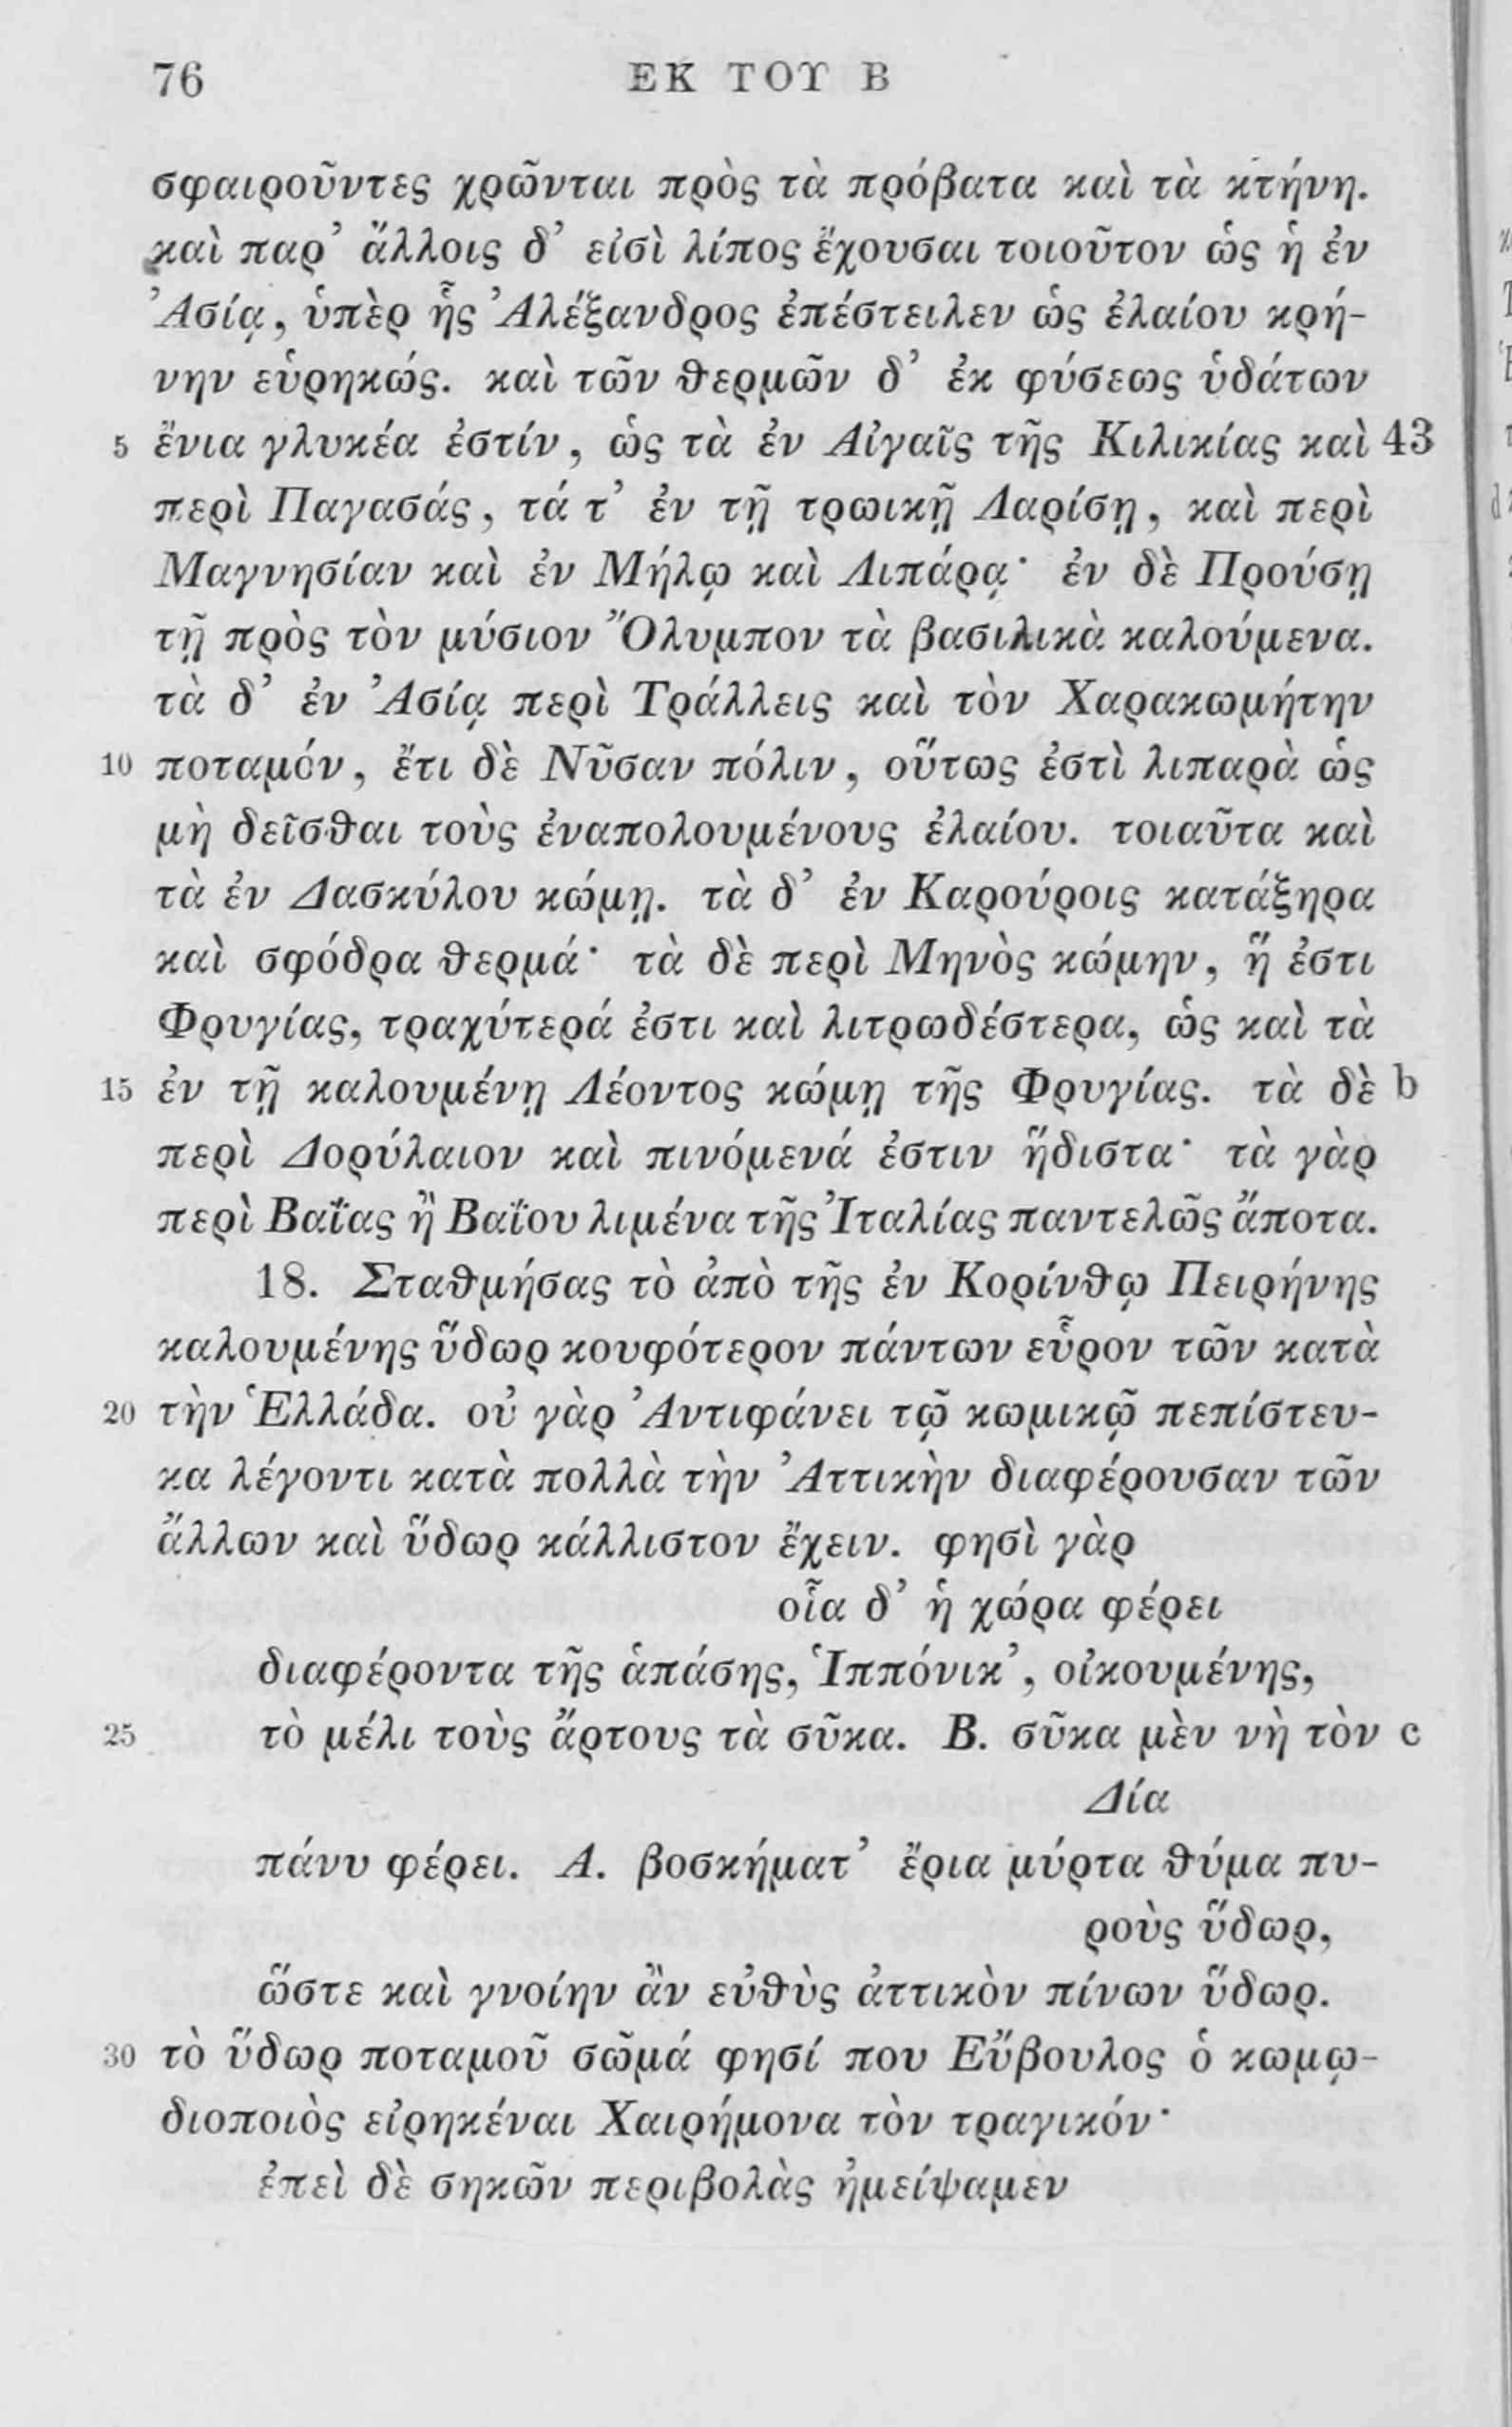 76 ΕΚ ΤΟΥ Β
σφαιροῦντες χρῶνται πρὸς τὰ πρόβατα καὶ τὰ κτήνη.
καὶ παρ᾽ ἄλλοις δ᾽ εἰσὶ λίπος ἔχουσαι τοιοῦτον ὡς ἡ ἐν
Ἀσίᾳ, ὑπὲρ ἧς Ἀλέξανδρος ἐπέστειλεν ὡς ἐλαίου κρή-
νην εὑρηκώς. καὶ τῶν θερμῶν δ᾽ ἐκ φύσεως ὑδάτων
5 ἔνια γλυκέα ἐστίν, ὡς τὰ ἐν Αἰγαῖς τῆς Κιλικίας καὶ 43
περὶ Παγασάς, τά τ᾽ ἐν τῇ τρωικῇ Λαρίσῃ, καὶ περὶ
Μαγνησίαν καὶ ἐν Μήλῳ καὶ Λιπάρᾳ· ἐν δὲ Προύσῃ
τῇ πρὸς τὸν μύσιον Ὄλυμπον τὰ βασιλικὰ καλούμενα.
τὰ δ᾽ ἐν Ἀσίᾳ περὶ Τράλλεις καὶ τὸν Χαρακωμήτην
10 ποταμόν, ἔτι δὲ Νῦσαν πόλιν, οὕτως ἐστὶ λιπαρὰ ὡς
μὴ δεῖσθαι τοὺς ἐναπολουμένους ἐλαίου. τοιαῦτα καὶ
τὰ ἐν Δασκύλου κώμῃ. τὰ δ᾽ ἐν Καρούροις κατάξηρα
καὶ σφόδρα θερμά· τὰ δὲ περὶ Μηνὸς κώμην, ἥ ἐστι
Φρυγίας, τραχύτερά ἐστι καὶ λιτρωδέστερα, ὡς καὶ τὰ
15 ἐν τῇ καλουμένῃ Λέοντος κώμῃ τῆς Φρυγίας. τὰ δὲ b
περὶ Δορύλαιον καὶ πινόμενά ἐστιν ἥδιστα· τὰ γὰρ
περὶ Βαΐας ἢ Βαΐου λιμένα τῆς Ἰταλίας παντελῶς ἄποτα.
18. Σταθμήσας τὸ ἀπὸ τῆς ἐν Κορίνθῳ Πειρήνης
καλουμένης ὕδωρ κουφότερον πάντων εὗρον τῶν κατὰ
20 τὴν Ἑλλάδα. οὐ γὰρ Ἀντιφάνει τῷ κωμικῷ πεπίστευ-
κα λέγοντι κατὰ πολλὰ τὴν Ἀττικὴν διαφέρουσαν τῶν
ἄλλων καὶ ὕδωρ κάλλιστον ἔχειν. φησὶ γὰρ
οἷα δ᾽ ἡ χώρα φέρει
διαφέροντα τῆς ἁπάσης, Ἱππόνικ᾽, οἰκουμένης,
25 τὸ μέλι τοὺς ἄρτους τὰ σῦκα. Β. σῦκα μὲν νὴ τὸν c
Δία
πάνυ φέρει. Α. βοσκήματ᾽ ἔρια μύρτα θύμα πυ-
ροὺς ὕδωρ,
ὥστε καὶ γνοίην ἂν εὐθὺς ἀττικὸν πίνων ὕδωρ.
30 τὸ ὕδωρ ποταμοῦ σῶμά φησί που Εὔβουλος ὁ κωμῳ-
διοποιὸς εἰρηκέναι Χαιρήμονα τὸν τραγικόν·
ἐπεὶ δὲ σηκῶν περιβολὰς ἠμείψαμεν